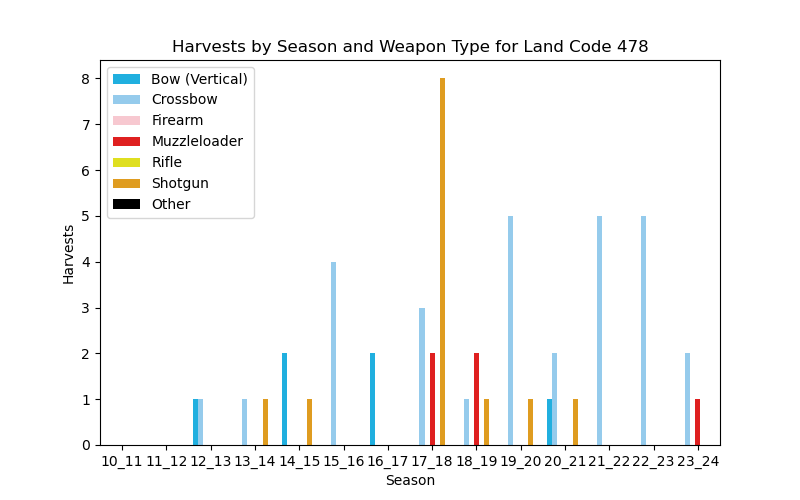 Harvests by Season and Weapon Type for Land Code 478
Bow (Vertical)
Crossbow
Firearm
Muzzleloader
Rifle
Shotgun
Other
Harvests
8
7
6
5
4
3
2
1
0
10_11 11_12 12_13 13_14 14_15 15_16 16_17 17_18 18_19 19_20 20_21 21_22 22_23 23_24
Season